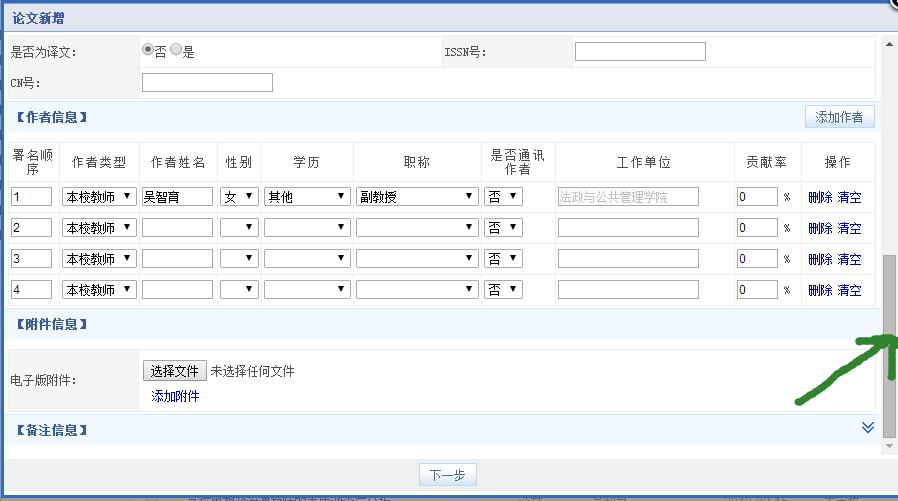 论文新增
是否为译文: 否 是 ISSN号:
CN号:
【作者信息】 添加作者
署名顺序 作者类型 作者姓名 性别 学历 职称 是否通讯作者 工作单位 贡献率 操作
1 本校教师 吴智育 女 其他 副教授 否 法政与公共管理学院 0 % 删除 清空
2 本校教师 否 0 % 删除 清空
3 本校教师 否 0 % 删除 清空
4 本校教师 否 0 % 删除 清空
【附件信息】
电子版附件: 选择文件 未选择任何文件
添加附件
【备注信息】
下一步